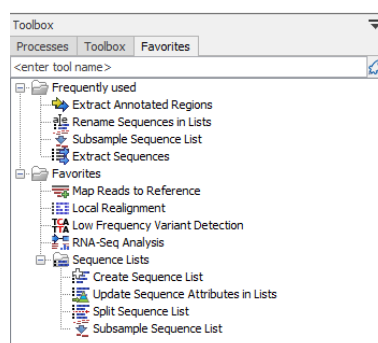 Toolbox
Processes Toolbox Favorites
<enter tool name>
Frequently used
Extract Annotated Regions
Rename Sequences in Lists
Subsample Sequence List
Extract Sequences
Favorites
Map Reads to Reference
Local Realignment
Low Frequency Variant Detection
RNA-Seq Analysis
Sequence Lists
Create Sequence List
Update Sequence Attributes in Lists
Split Sequence List
Subsample Sequence List